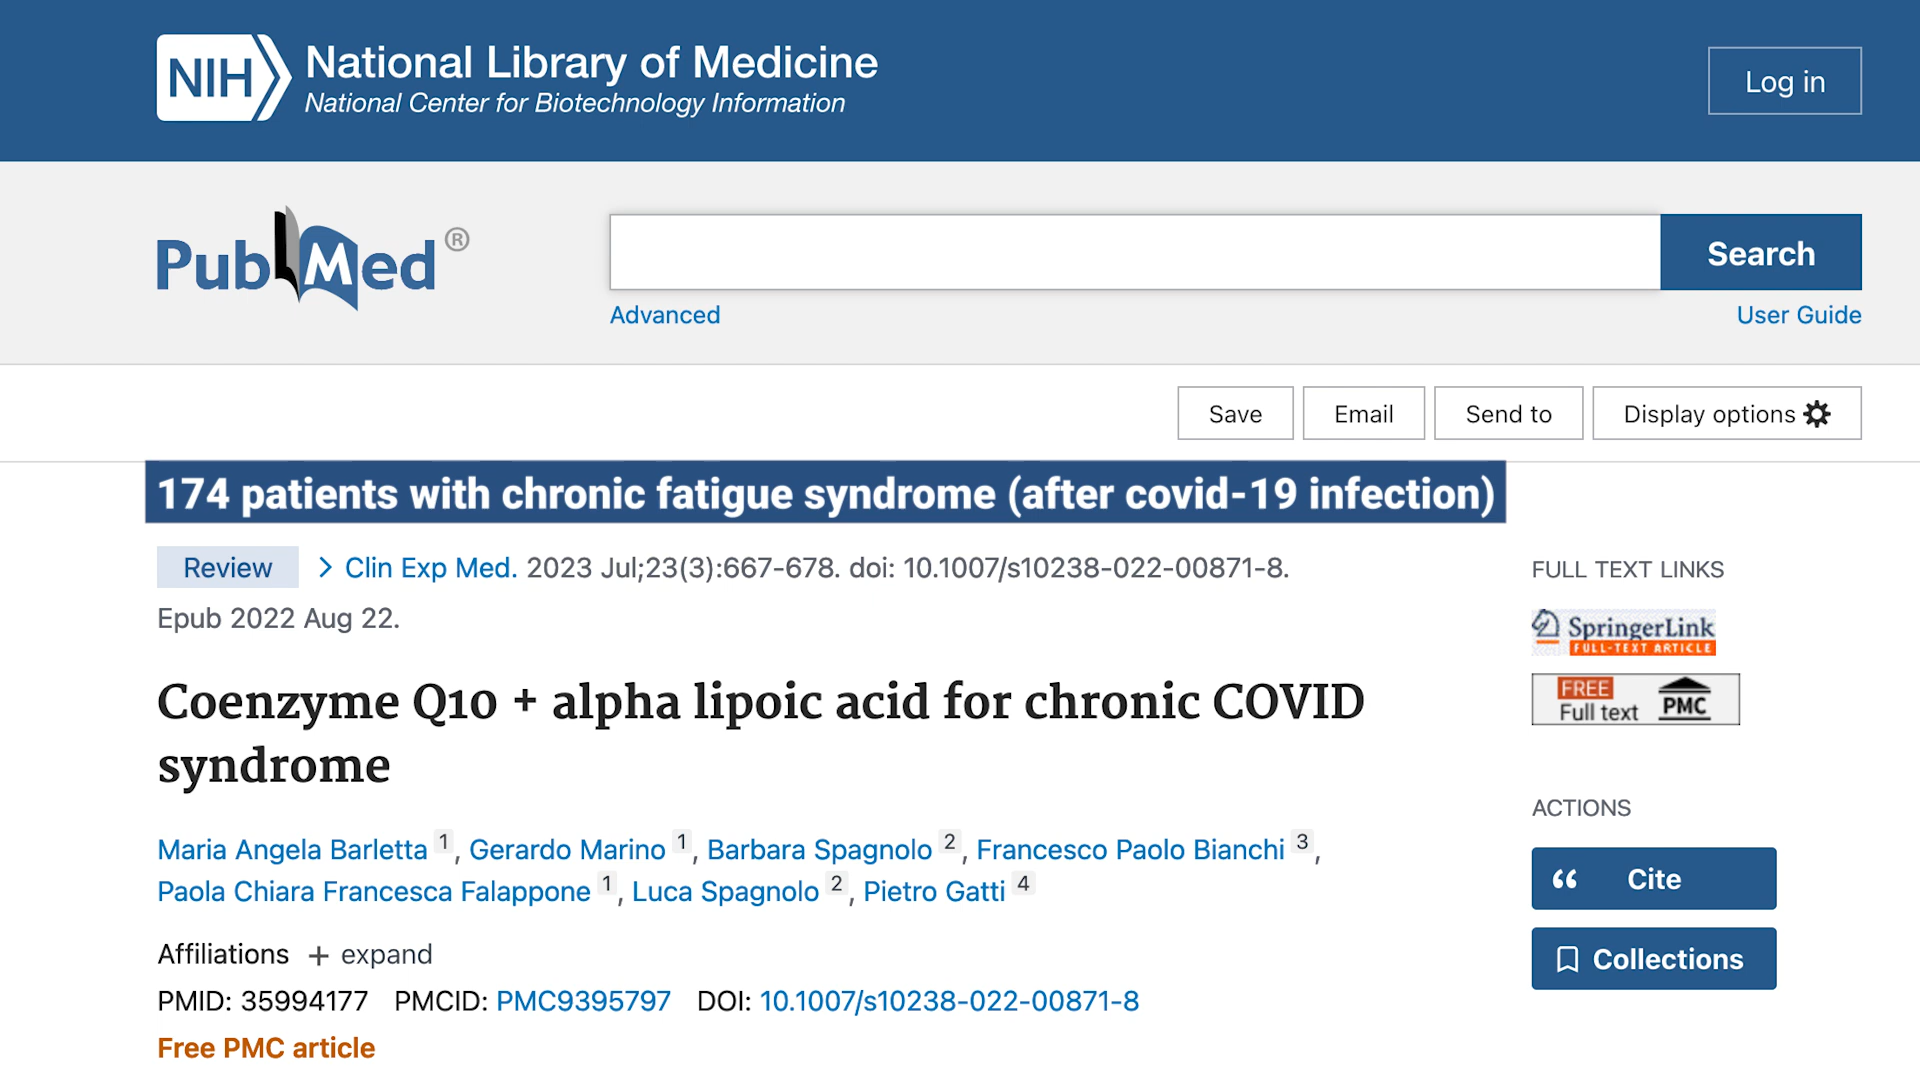 NIH National Library of Medicine
National Center for Biotechnology Information
Log in
PubMed®
Search
Advanced
User Guide
Save
Email
Send to
Display options
174 patients with chronic fatigue syndrome (after covid-19 infection)
Review > Clin Exp Med. 2023 Jul;23(3):667-678. doi: 10.1007/s10238-022-00871-8.
Epub 2022 Aug 22.
Coenzyme Q10 + alpha lipoic acid for chronic COVID
syndrome
Maria Angela Barletta 1, Gerardo Marino 1, Barbara Spagnolo 2, Francesco Paolo Bianchi 3,
Paola Chiara Francesca Falappone 1, Luca Spagnolo 2, Pietro Gatti 4
Affiliations + expand
PMID: 35994177 PMCID: PMC9395797 DOI: 10.1007/s10238-022-00871-8
Free PMC article
FULL TEXT LINKS
SpringerLink
FULL-TEXT ARTICLE
FREE
Full text PMC
ACTIONS
“ Cite
Collections